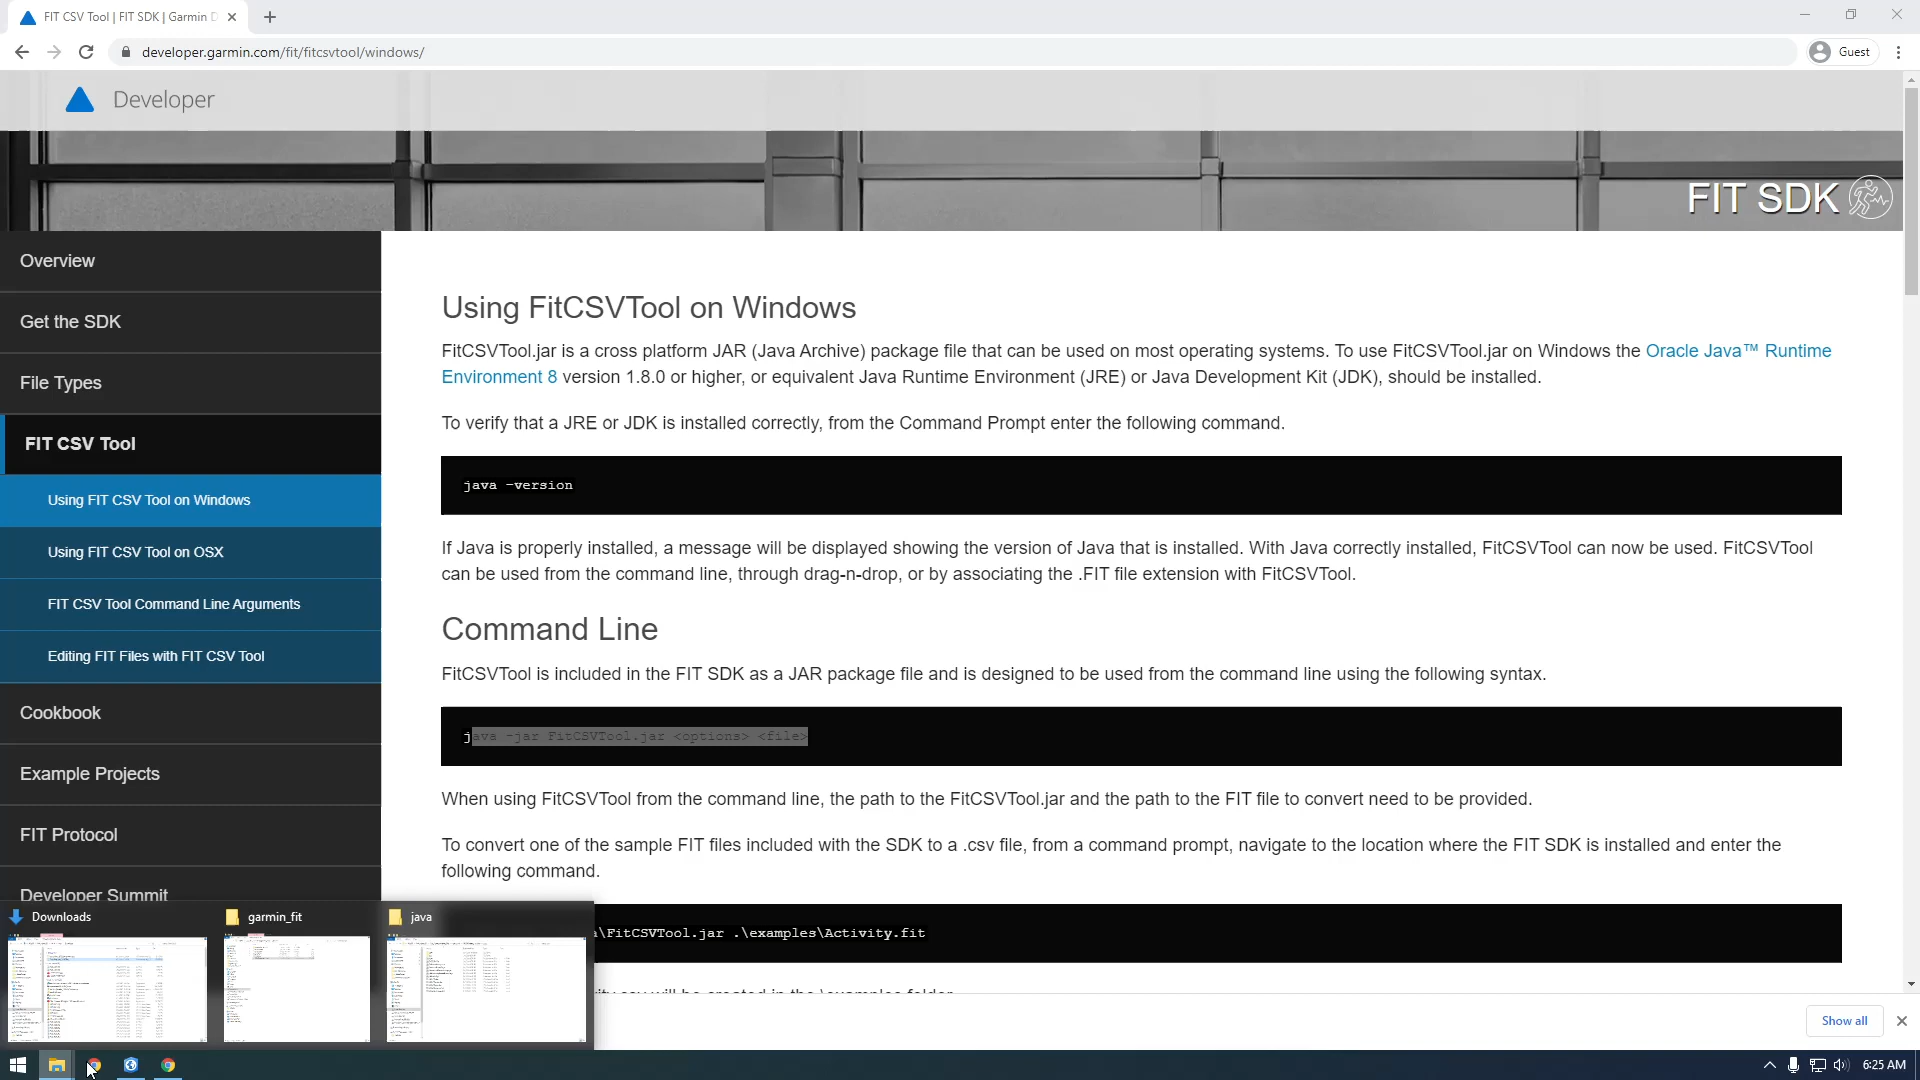 FIT CSV Tool | FIT SDK | Garmin D
developer.garmin.com/fit/fitcsvtool/windows/
Guest
Developer
FIT SDK
Overview
Get the SDK
File Types
FIT CSV Tool
Using FIT CSV Tool on Windows
Using FIT CSV Tool on OSX
FIT CSV Tool Command Line Arguments
Editing FIT Files with FIT CSV Tool
Cookbook
Example Projects
FIT Protocol
Developer Summit
Using FitCSVTool on Windows
FitCSVTool.jar is a cross platform JAR (Java Archive) package file that can be used on most operating systems. To use FitCSVTool.jar on Windows the Oracle Java™ Runtime
Environment 8 version 1.8.0 or higher, or equivalent Java Runtime Environment (JRE) or Java Development Kit (JDK), should be installed.
To verify that a JRE or JDK is installed correctly, from the Command Prompt enter the following command.
java -version
If Java is properly installed, a message will be displayed showing the version of Java that is installed. With Java correctly installed, FitCSVTool can now be used. FitCSVTool
can be used from the command line, through drag-n-drop, or by associating the .FIT file extension with FitCSVTool.
Command Line
FitCSVTool is included in the FIT SDK as a JAR package file and is designed to be used from the command line using the following syntax.
java -jar FitCSVTool.jar <options> <file>
When using FitCSVTool from the command line, the path to the FitCSVTool.jar and the path to the FIT file to convert need to be provided.
To convert one of the sample FIT files included with the SDK to a .csv file, from a command prompt, navigate to the location where the FIT SDK is installed and enter the
following command.
a\FitCSVTool.jar .\examples\Activity.fit
Downloads
garmin_fit
java
Show all
6:25 AM